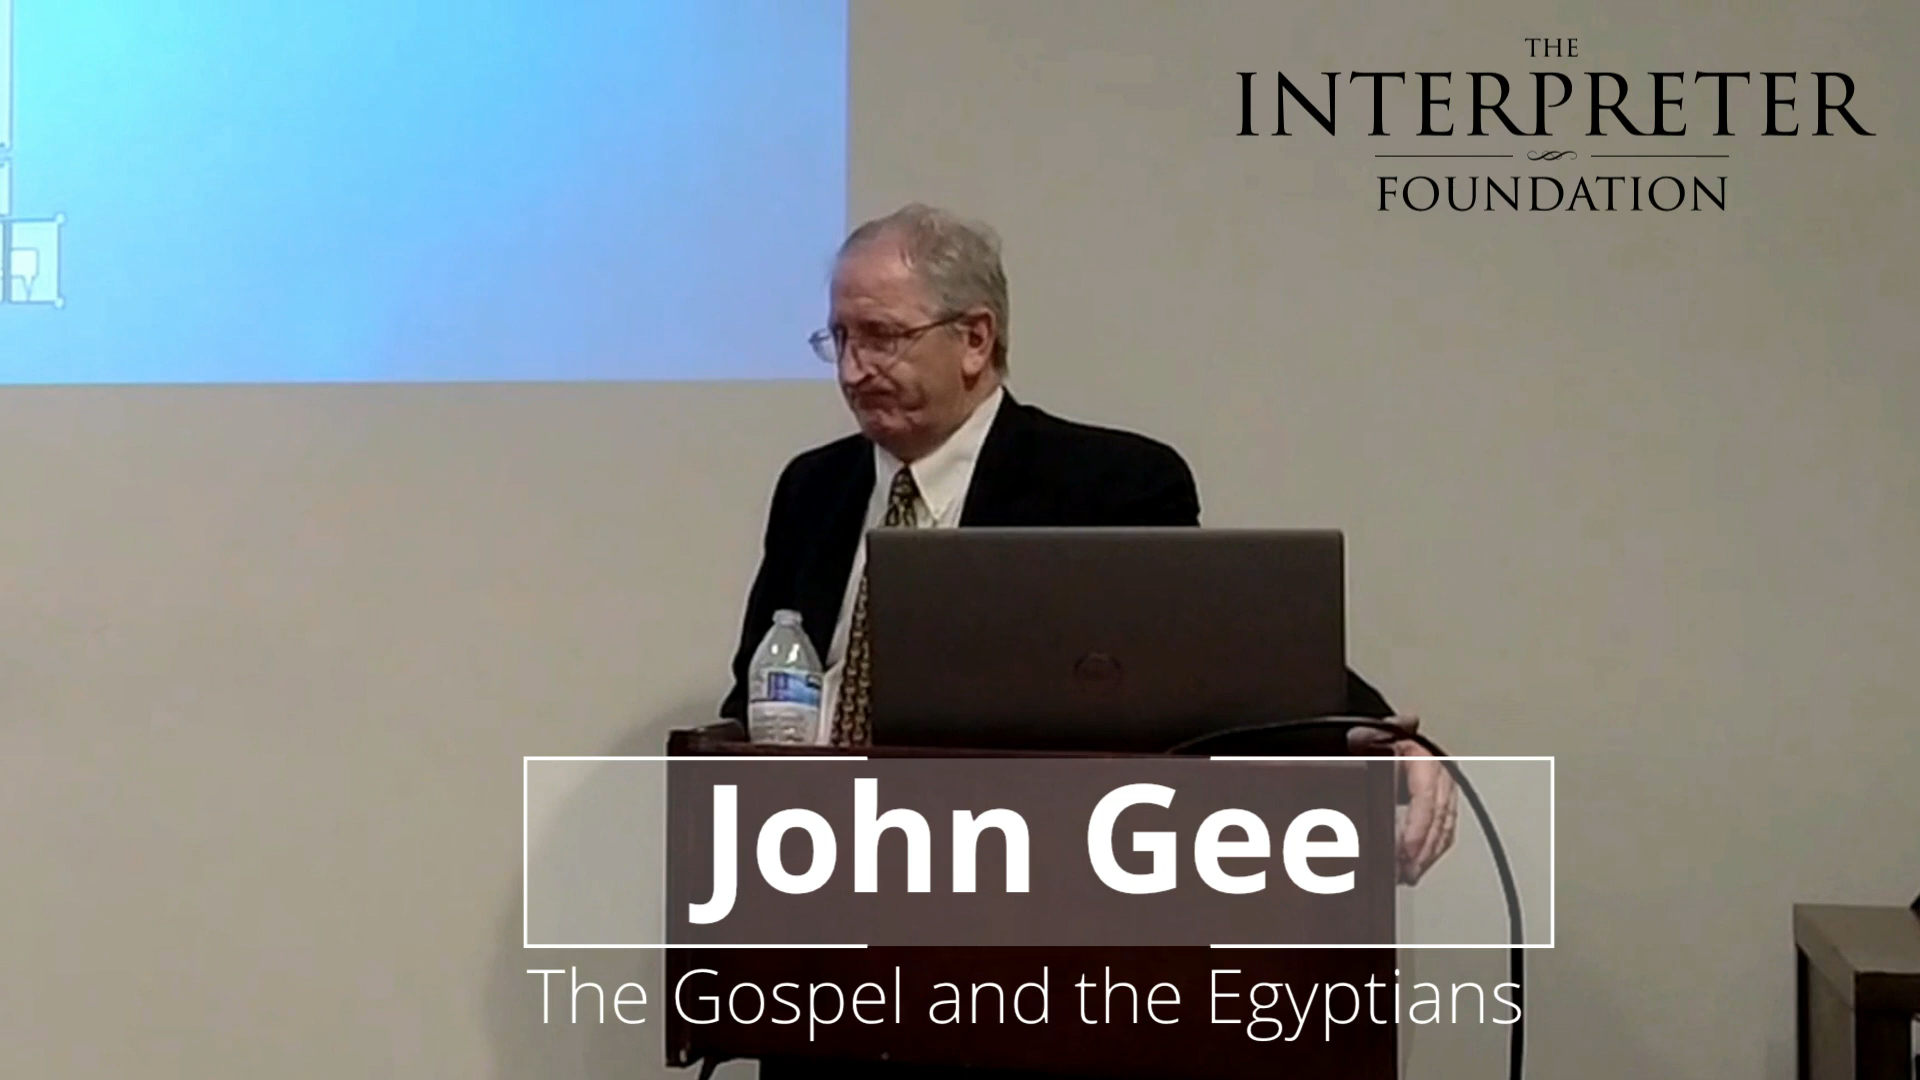 THE
INTERPRETER
FOUNDATION
John Gee
The Gospel and the Egyptians